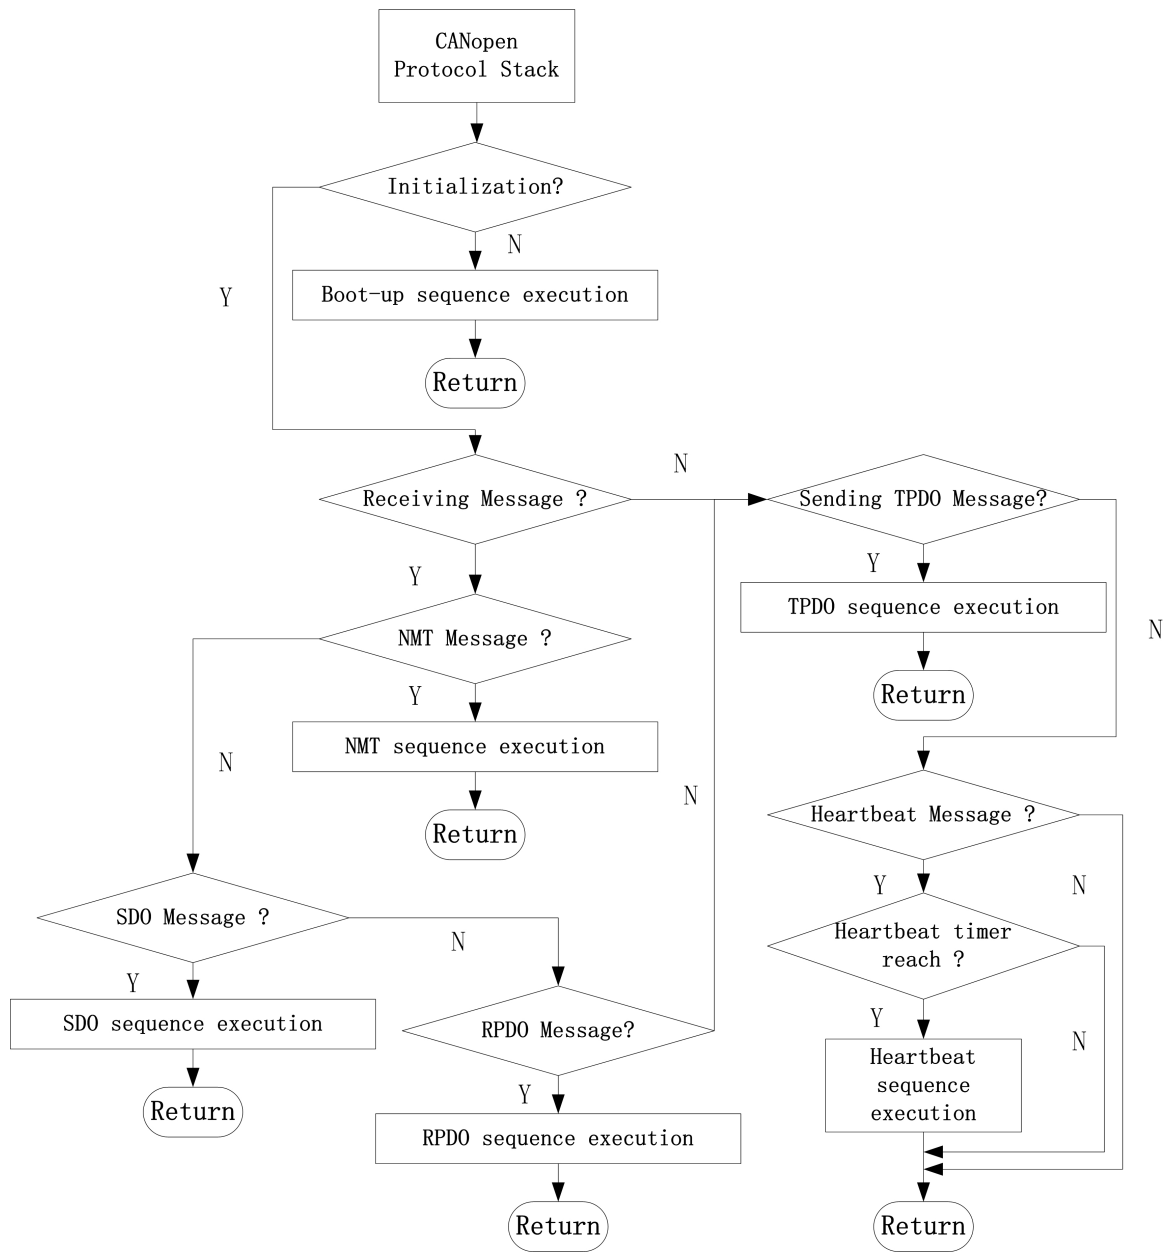 CANopen
Protocol Stack
Initialization?
N
Y
Boot-up sequence execution
Return
Receiving Message ?
N
Sending TPDO Message?
Y
Y
TPDO sequence execution
N
NMT Message ?
Y
Return
NMT sequence execution
N
N
Return
Heartbeat Message ?
Y
N
SDO Message ?
N
Heartbeat timer
reach ?
Y
SDO sequence execution
RPDO Message?
Y
N
Heartbeat
sequence
execution
Return
Y
RPDO sequence execution
Return
Return